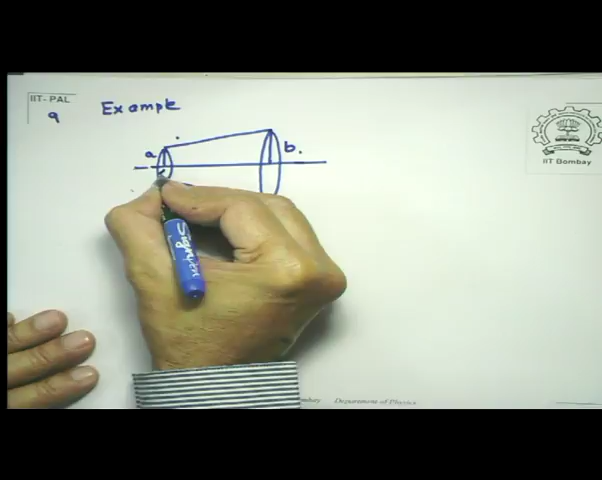 IIT- PAL
9
Example
a
b.
IIT Bombay
Department of Physics